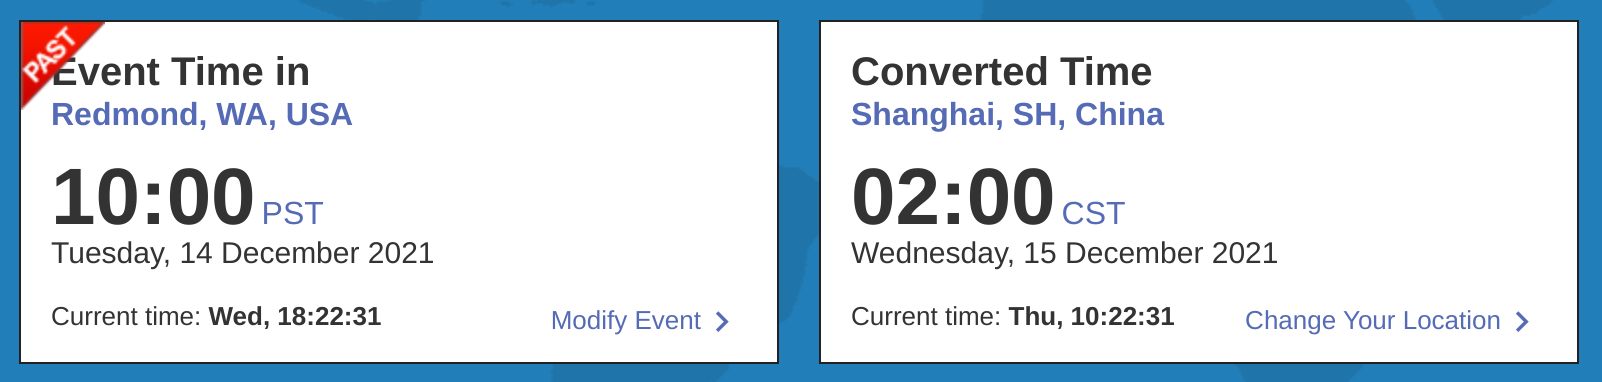 PAST
Event Time in
Redmond, WA, USA
10:00 PST
Tuesday, 14 December 2021
Current time: Wed, 18:22:31
Modify Event
Converted Time
Shanghai, SH, China
02:00 CST
Wednesday, 15 December 2021
Current time: Thu, 10:22:31
Change Your Location